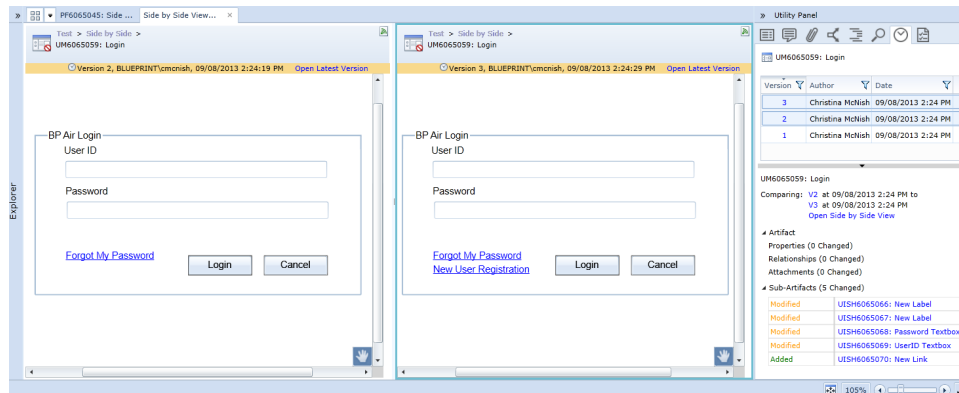 » PF6065045: Side ... Side by Side View... ×
Test > Side by Side >
UM6065059: Login
Version 2, BLUEPRINT\cmcnish, 09/08/2013 2:24:19 PM Open Latest Version
BP Air Login
User ID
Password
Forgot My Password
Login Cancel
Test > Side by Side >
UM6065059: Login
Version 3, BLUEPRINT\cmcnish, 09/08/2013 2:24:29 PM Open Latest Version
BP Air Login
User ID
Password
Forgot My Password
New User Registration
Login Cancel
Explorer
» Utility Panel
UM6065059: Login
Version Author Date
3 Christina McNish 09/08/2013 2:24 PM
2 Christina McNish 09/08/2013 2:24 PM
1 Christina McNish 09/08/2013 2:24 PM
UM6065059: Login
Comparing: V2 at 09/08/2013 2:24 PM to
V3 at 09/08/2013 2:24 PM
Open Side by Side View
Artifact
Properties (0 Changed)
Relationships (0 Changed)
Attachments (0 Changed)
Sub-Artifacts (5 Changed)
Modified UISH6065066: New Label
Modified UISH6065067: New Label
Modified UISH6065068: Password Textbox
Modified UISH6065069: UserID Textbox
Added UISH6065070: New Link
105%